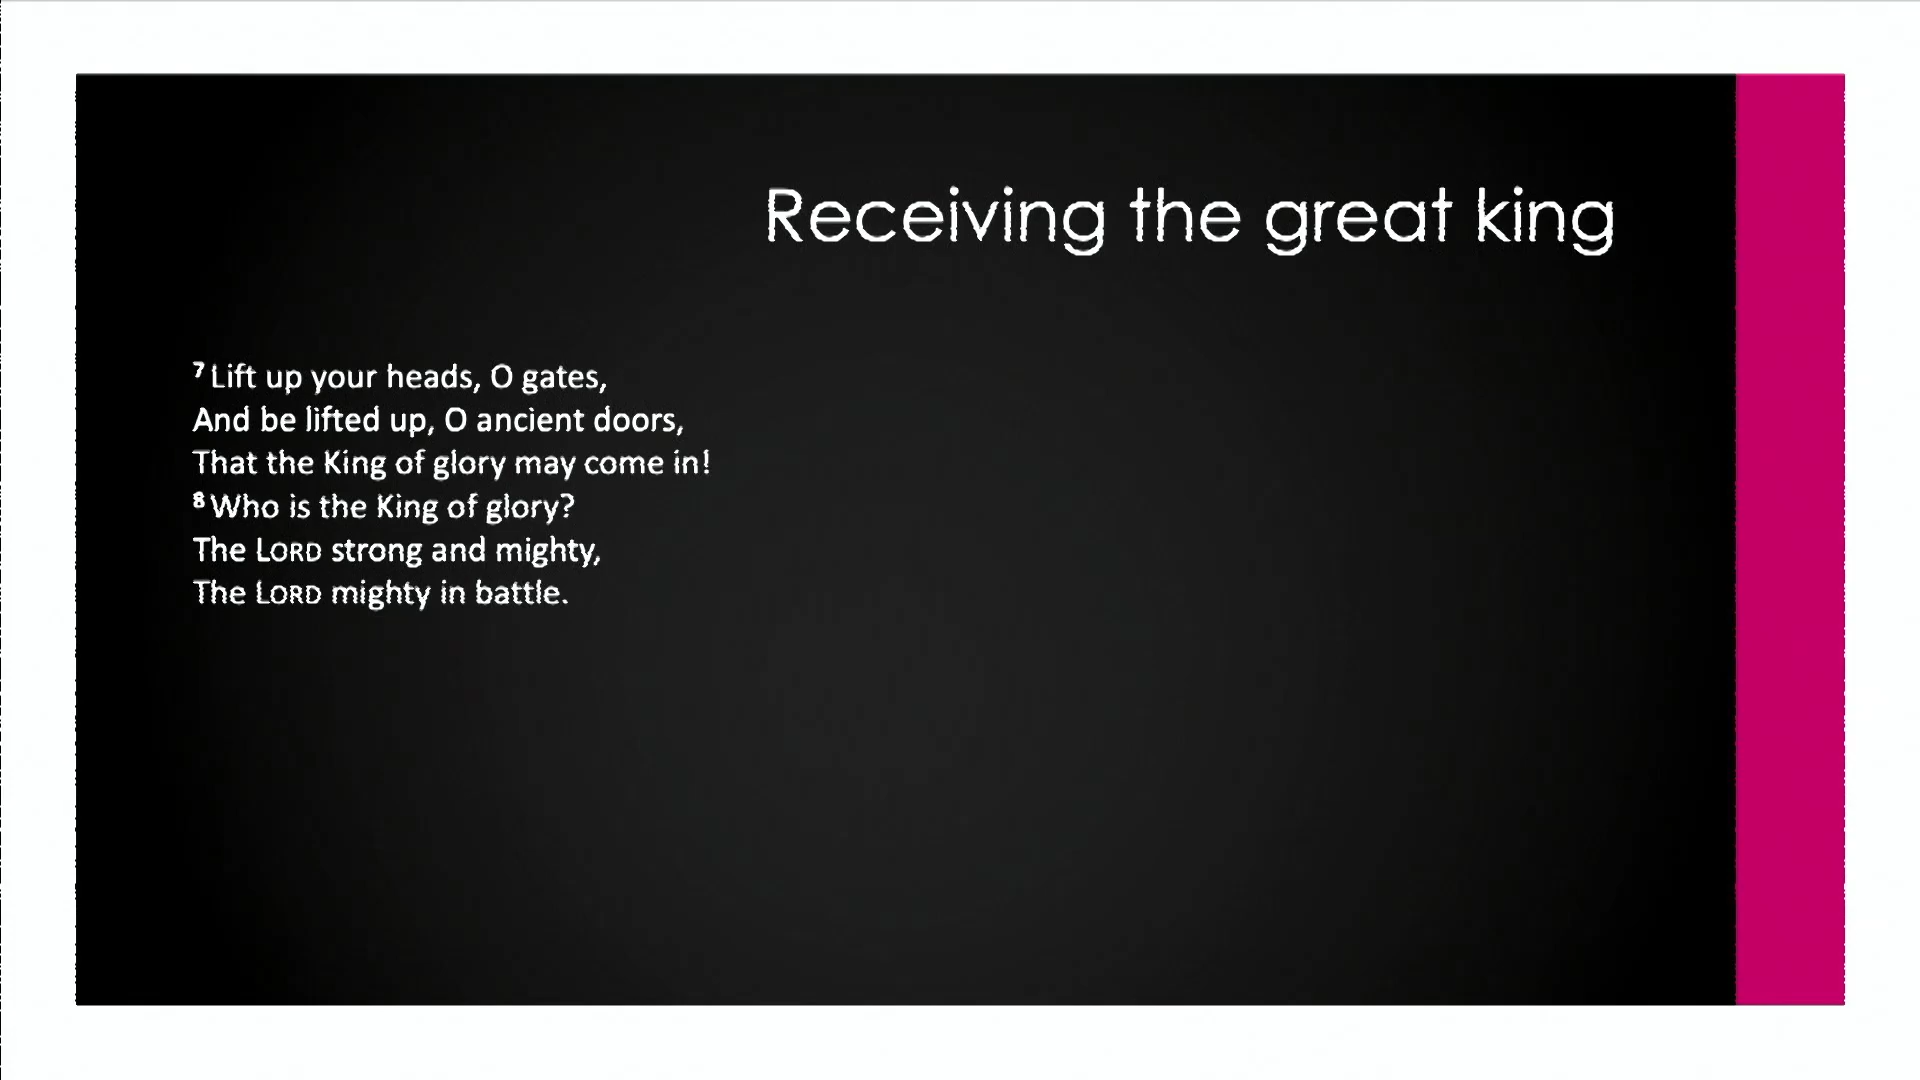 Receiving the great king
⁷ Lift up your heads, O gates,
And be lifted up, O ancient doors,
That the King of glory may come in!
⁸ Who is the King of glory?
The LORD strong and mighty,
The LORD mighty in battle.